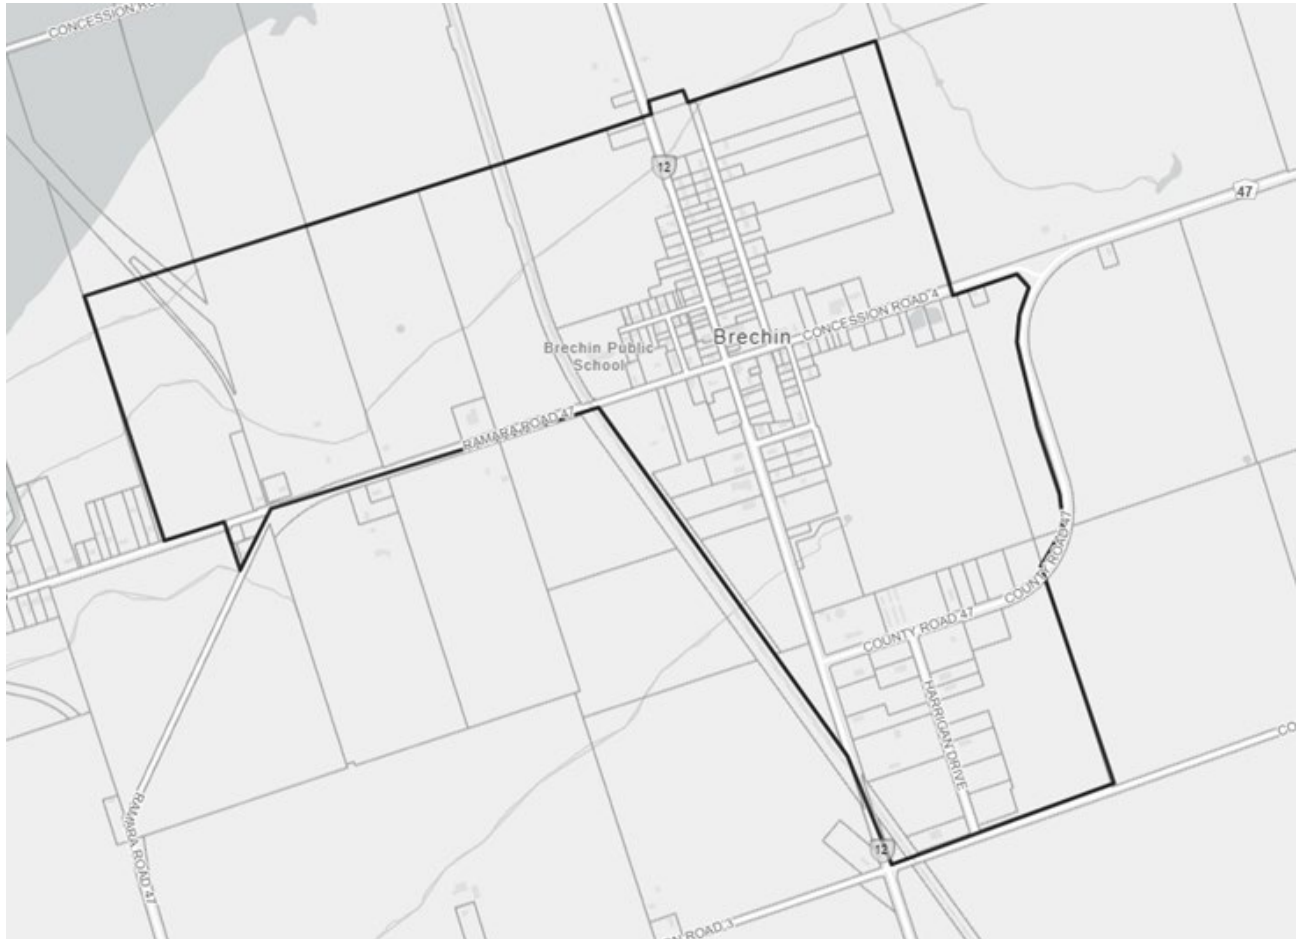 CONCESSION RO
12
47
Brechin
CONCESSION ROAD 4
Brechin Public
School
RAMARA ROAD 47
COUNTY ROAD 47
COUNTY ROAD 47
HARRIGAN DRIVE
CO
RAMARA ROAD 47
12
ON ROAD 3